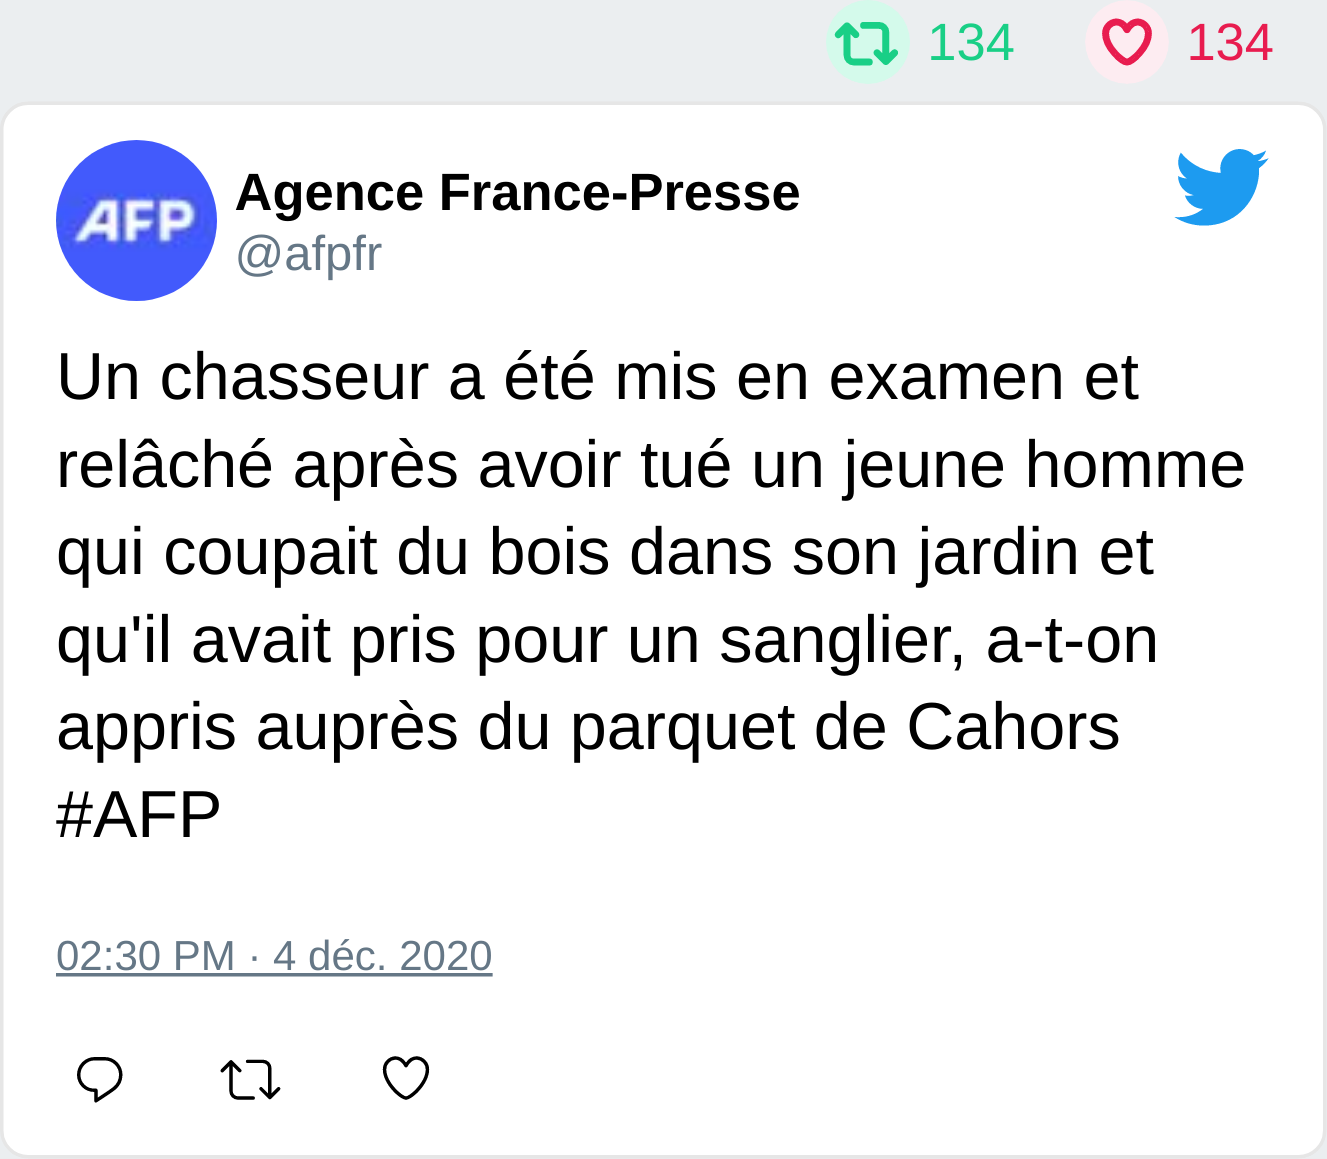 134 134
AFP
Agence France-Presse
@afpfr
Un chasseur a été mis en examen et
relâché après avoir tué un jeune homme
qui coupait du bois dans son jardin et
qu'il avait pris pour un sanglier, a-t-on
appris auprès du parquet de Cahors
#AFP
02:30 PM · 4 déc. 2020